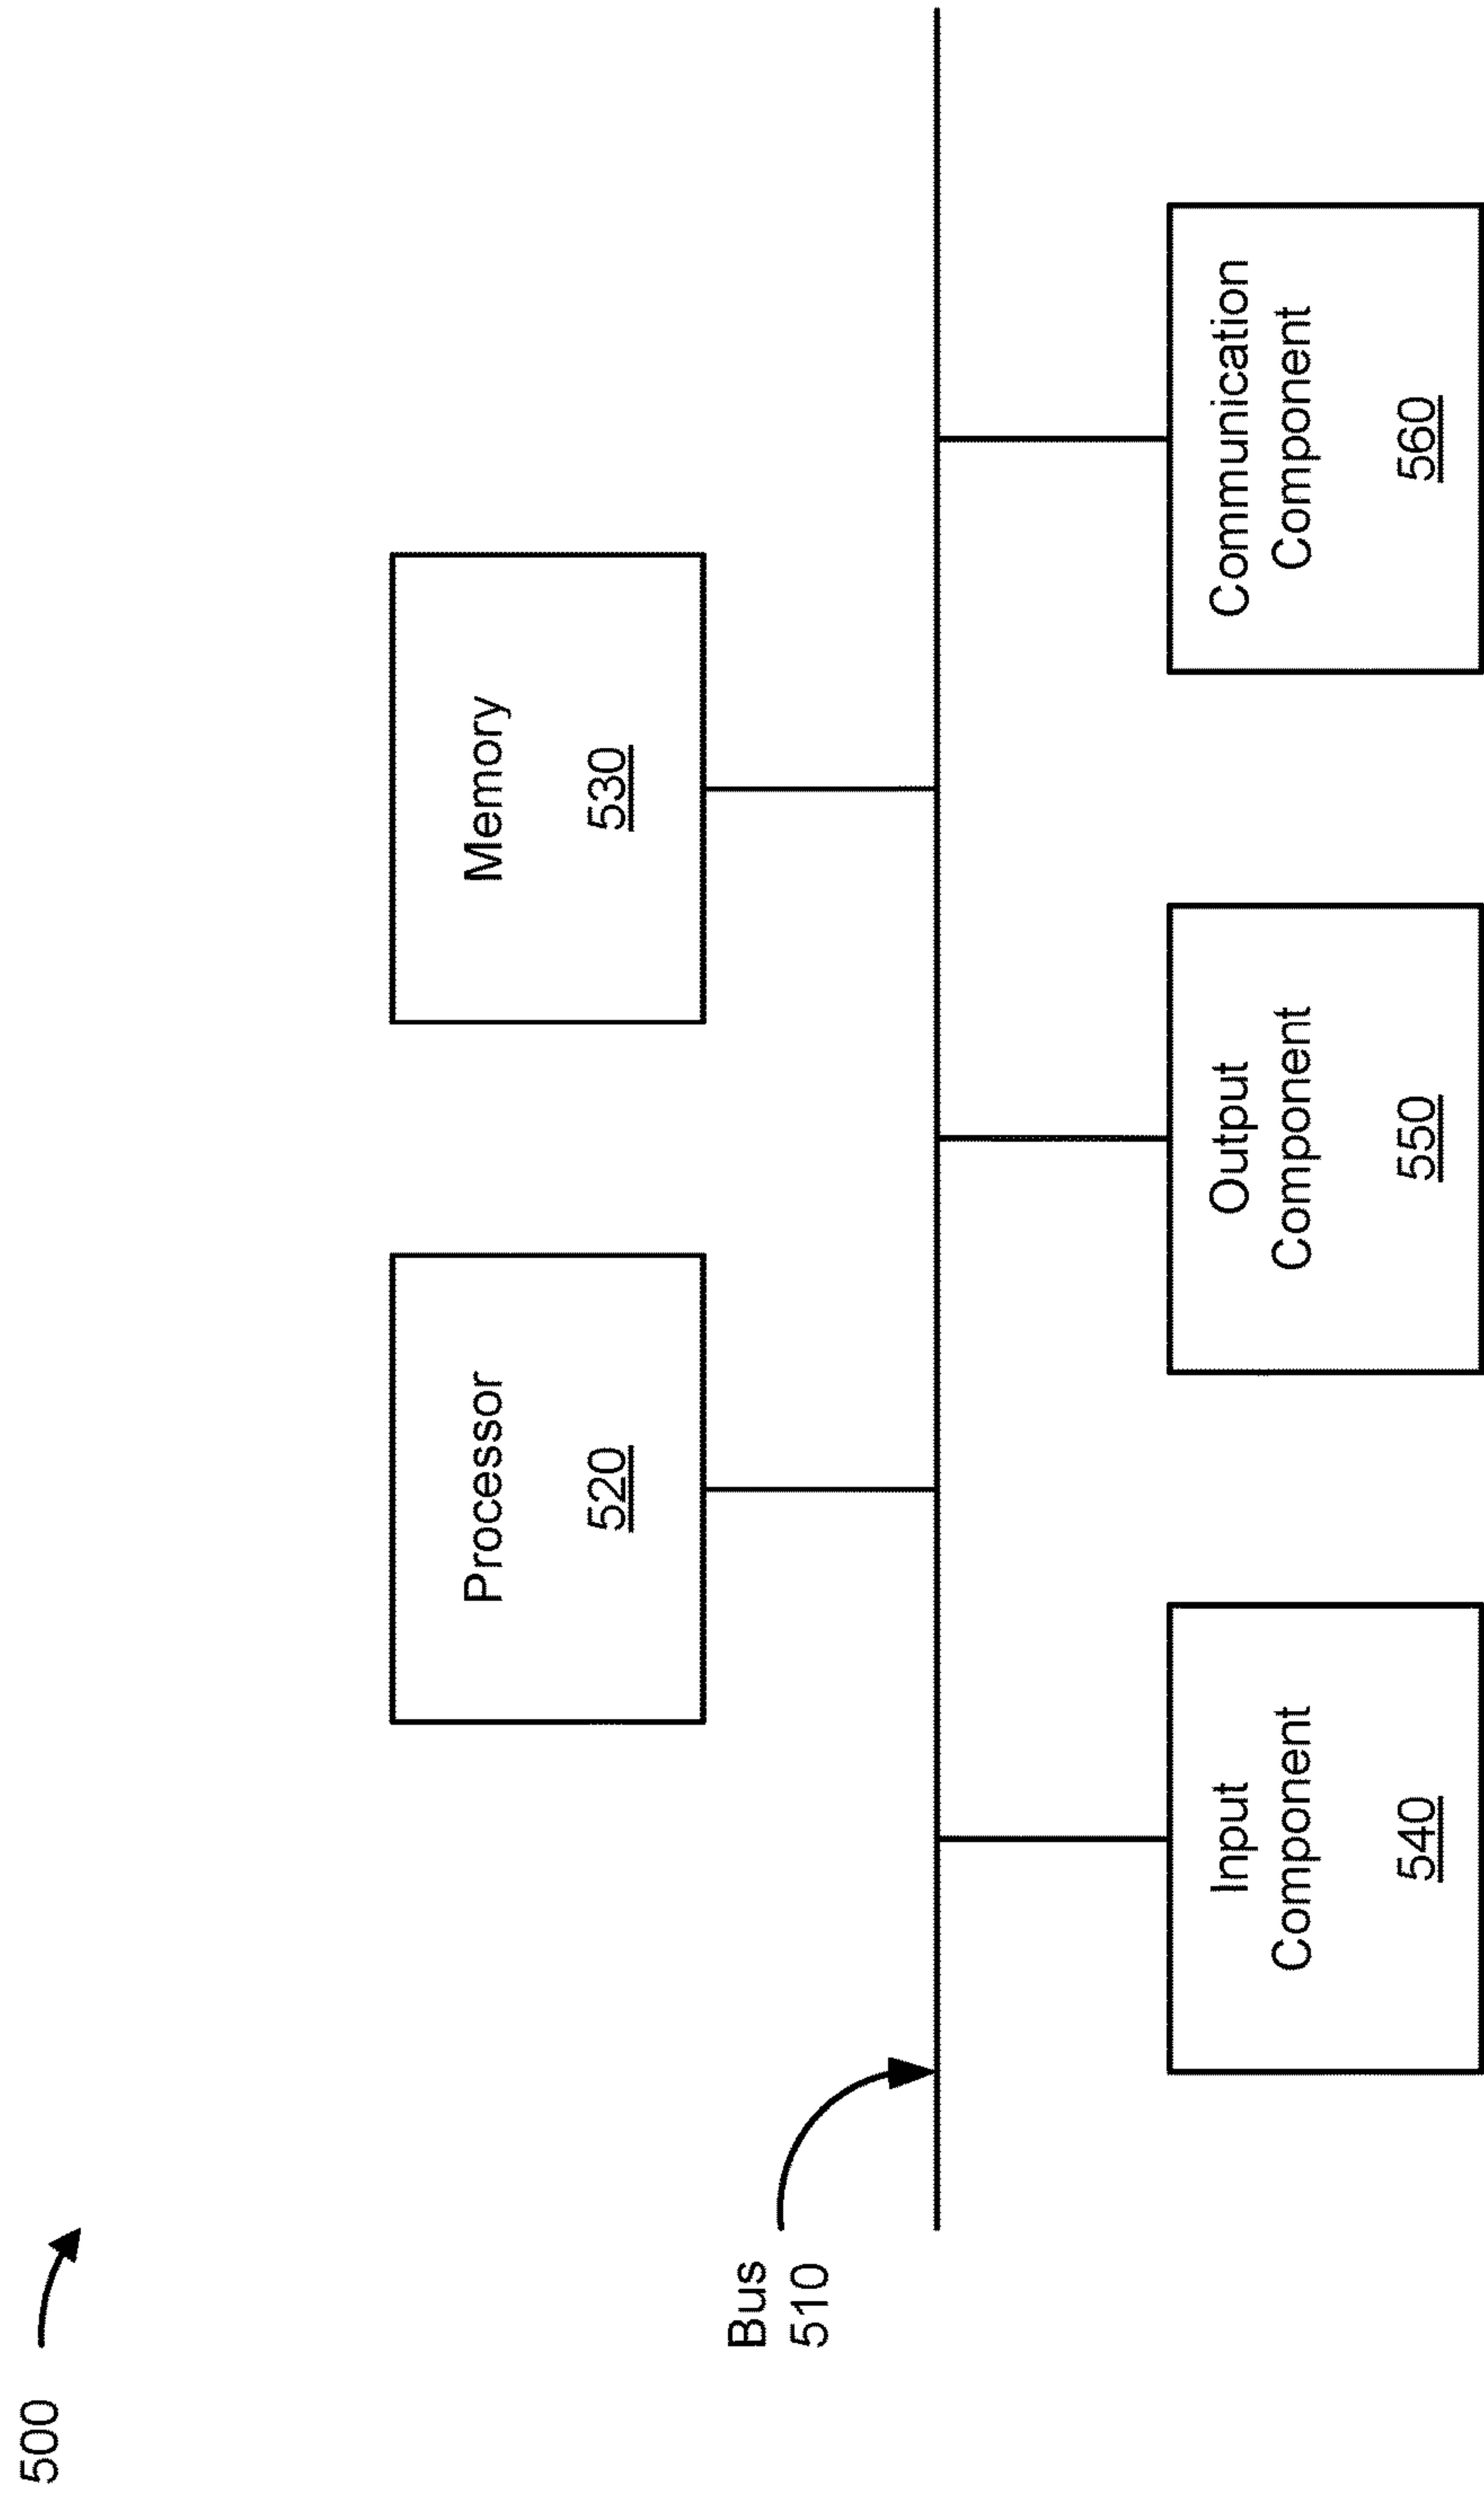 500
Processor
520
Memory
530
Bus
510
Input
Component
540
Output
Component
550
Communication
Component
560